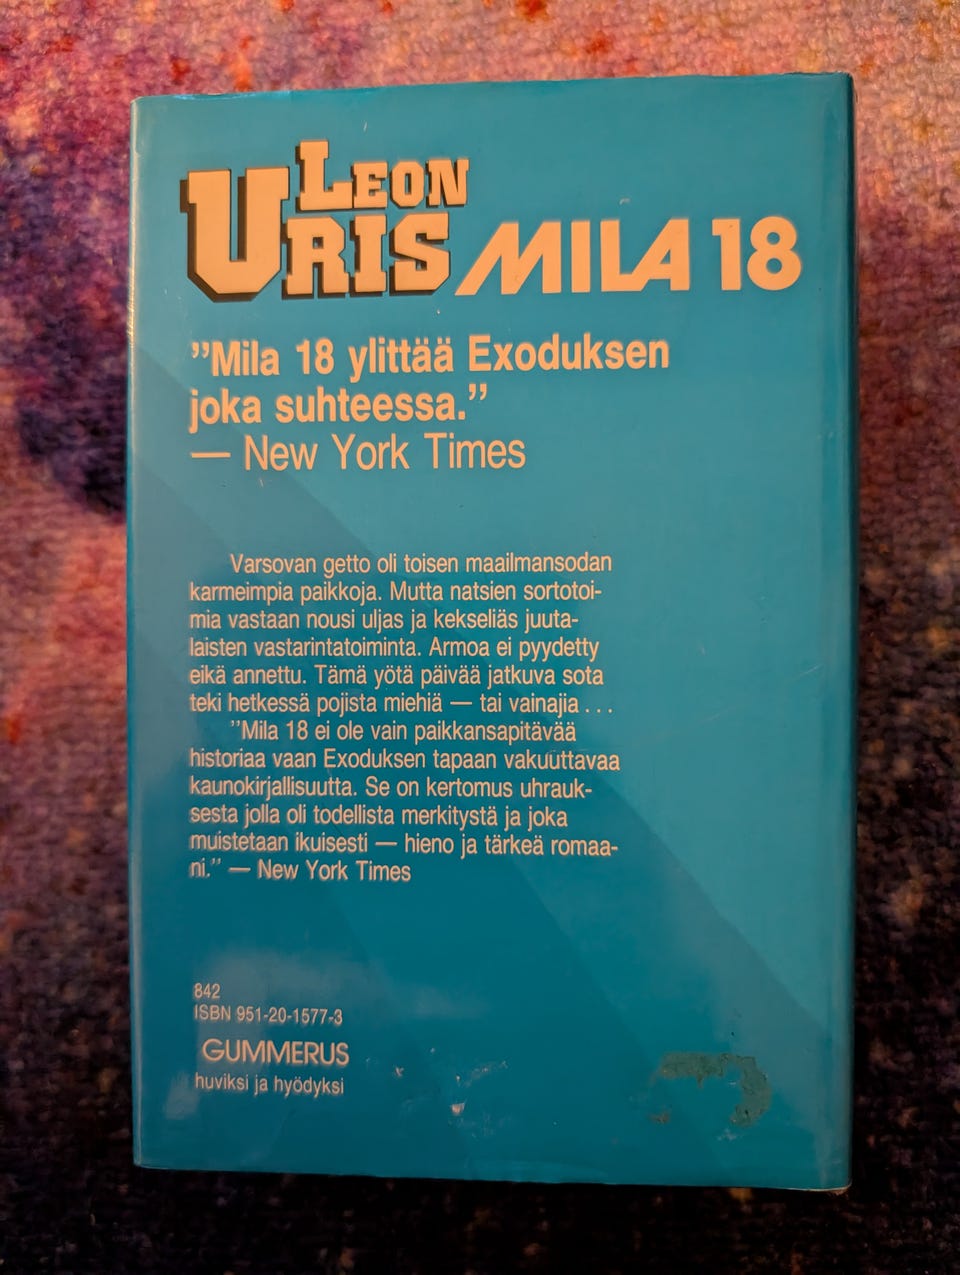 LEON
URIS MILA 18
”Mila 18 ylittää Exoduksen
joka suhteessa.”
— New York Times
Varsovan getto oli toisen maailmansodan
karmeimpia paikkoja. Mutta natsien sortotoi-
mia vastaan nousi uljas ja kekseliäs juuta-
laisten vastarintatoiminta. Armoa ei pyydetty
eikä annettu. Tämä yötä päivää jatkuva sota
teki hetkessä pojista miehiä — tai vainajia . . .
”Mila 18 ei ole vain paikkansapitävää
historiaa vaan Exoduksen tapaan vakuuttavaa
kaunokirjallisuutta. Se on kertomus uhrauk-
sesta jolla oli todellista merkitystä ja joka
muistetaan ikuisesti — hieno ja tärkeä romaa-
ni.” — New York Times
842
ISBN 951-20-1577-3
GUMMERUS
huviksi ja hyödyksi